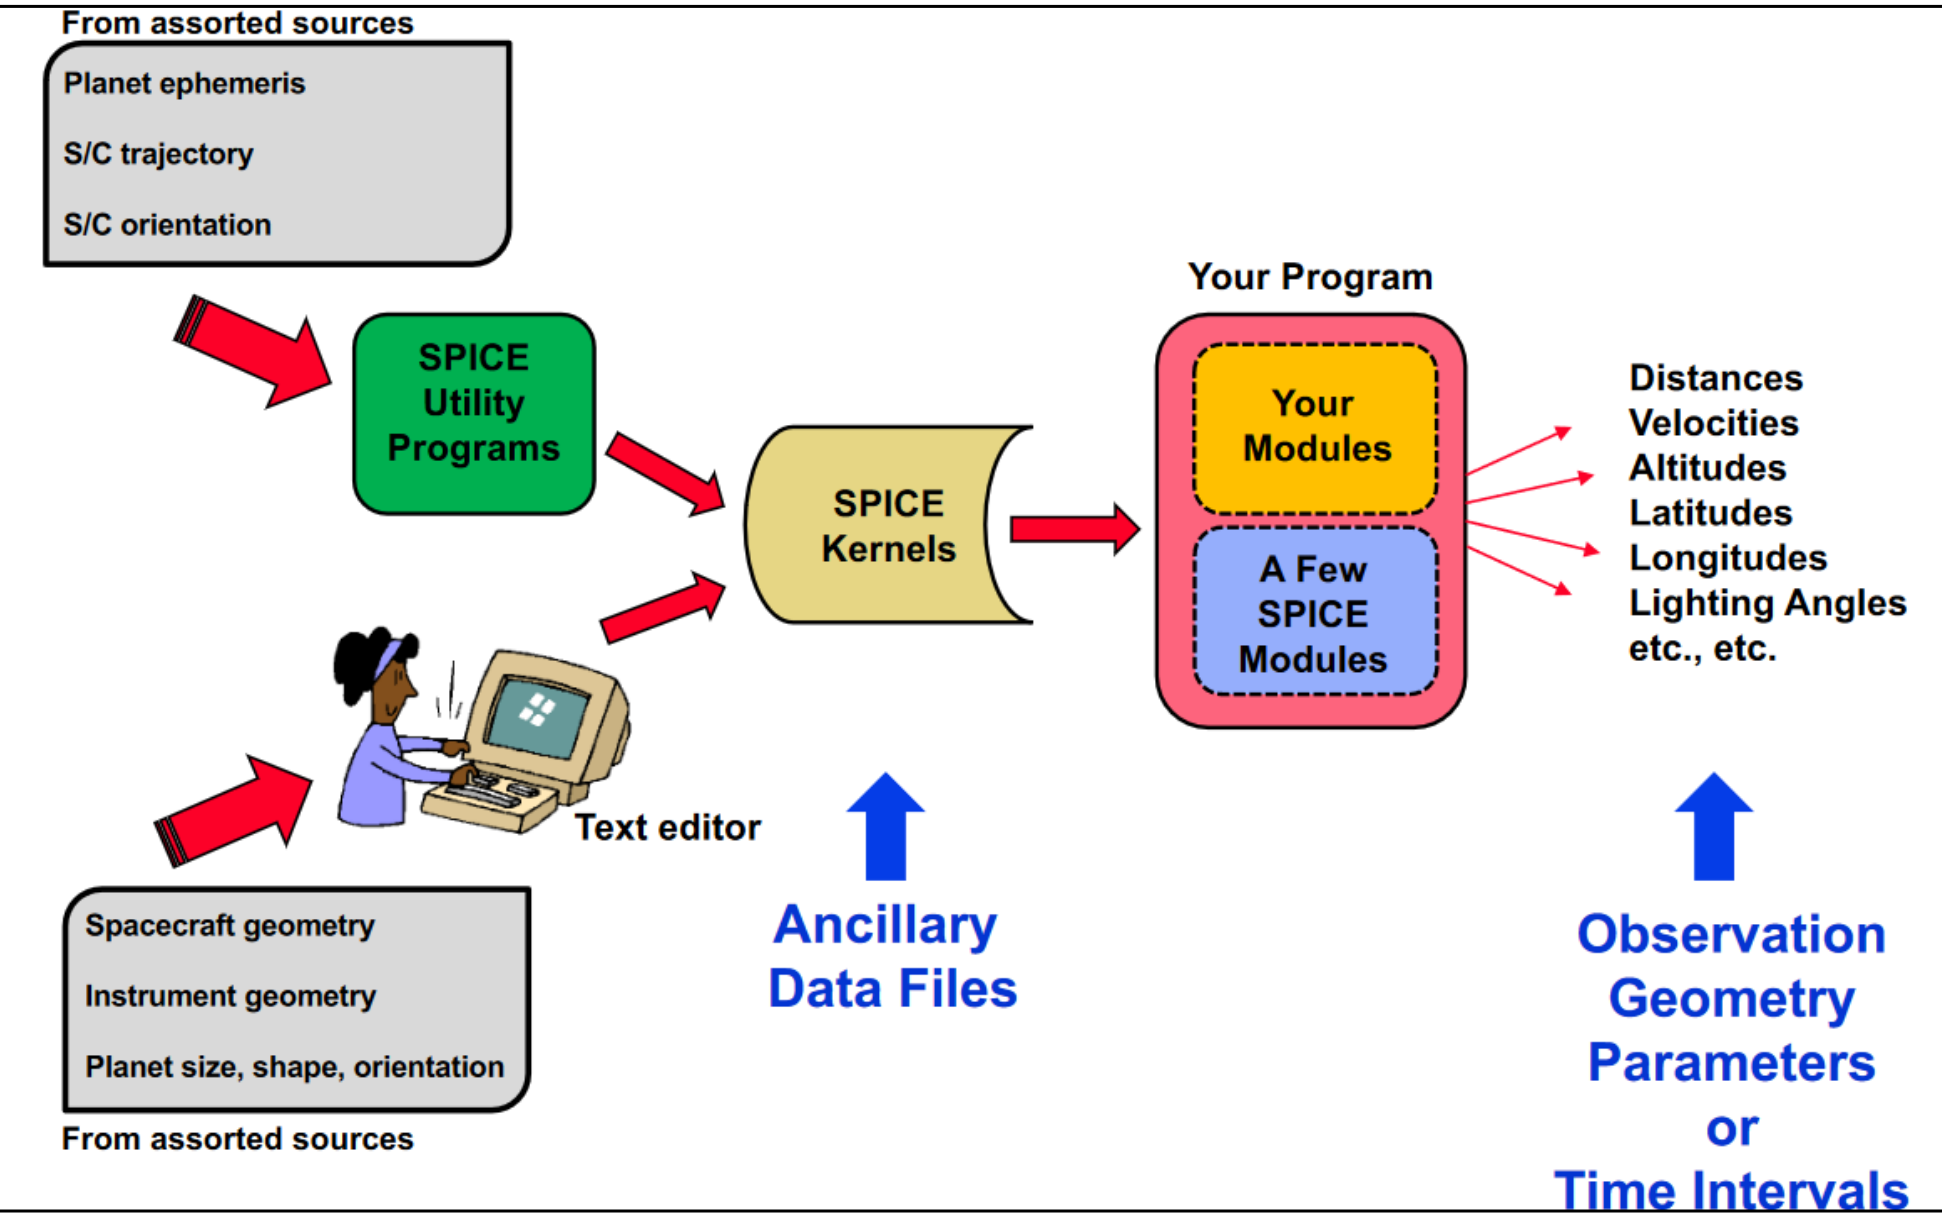 From assorted sources
Planet ephemeris
S/C trajectory
S/C orientation
SPICE
Utility
Programs
SPICE
Kernels
Your Program
Your
Modules
A Few
SPICE
Modules
Distances
Velocities
Altitudes
Latitudes
Longitudes
Lighting Angles
etc., etc.
Text editor
Spacecraft geometry
Instrument geometry
Planet size, shape, orientation
From assorted sources
Ancillary
Data Files
Observation
Geometry
Parameters
or
Time Intervals